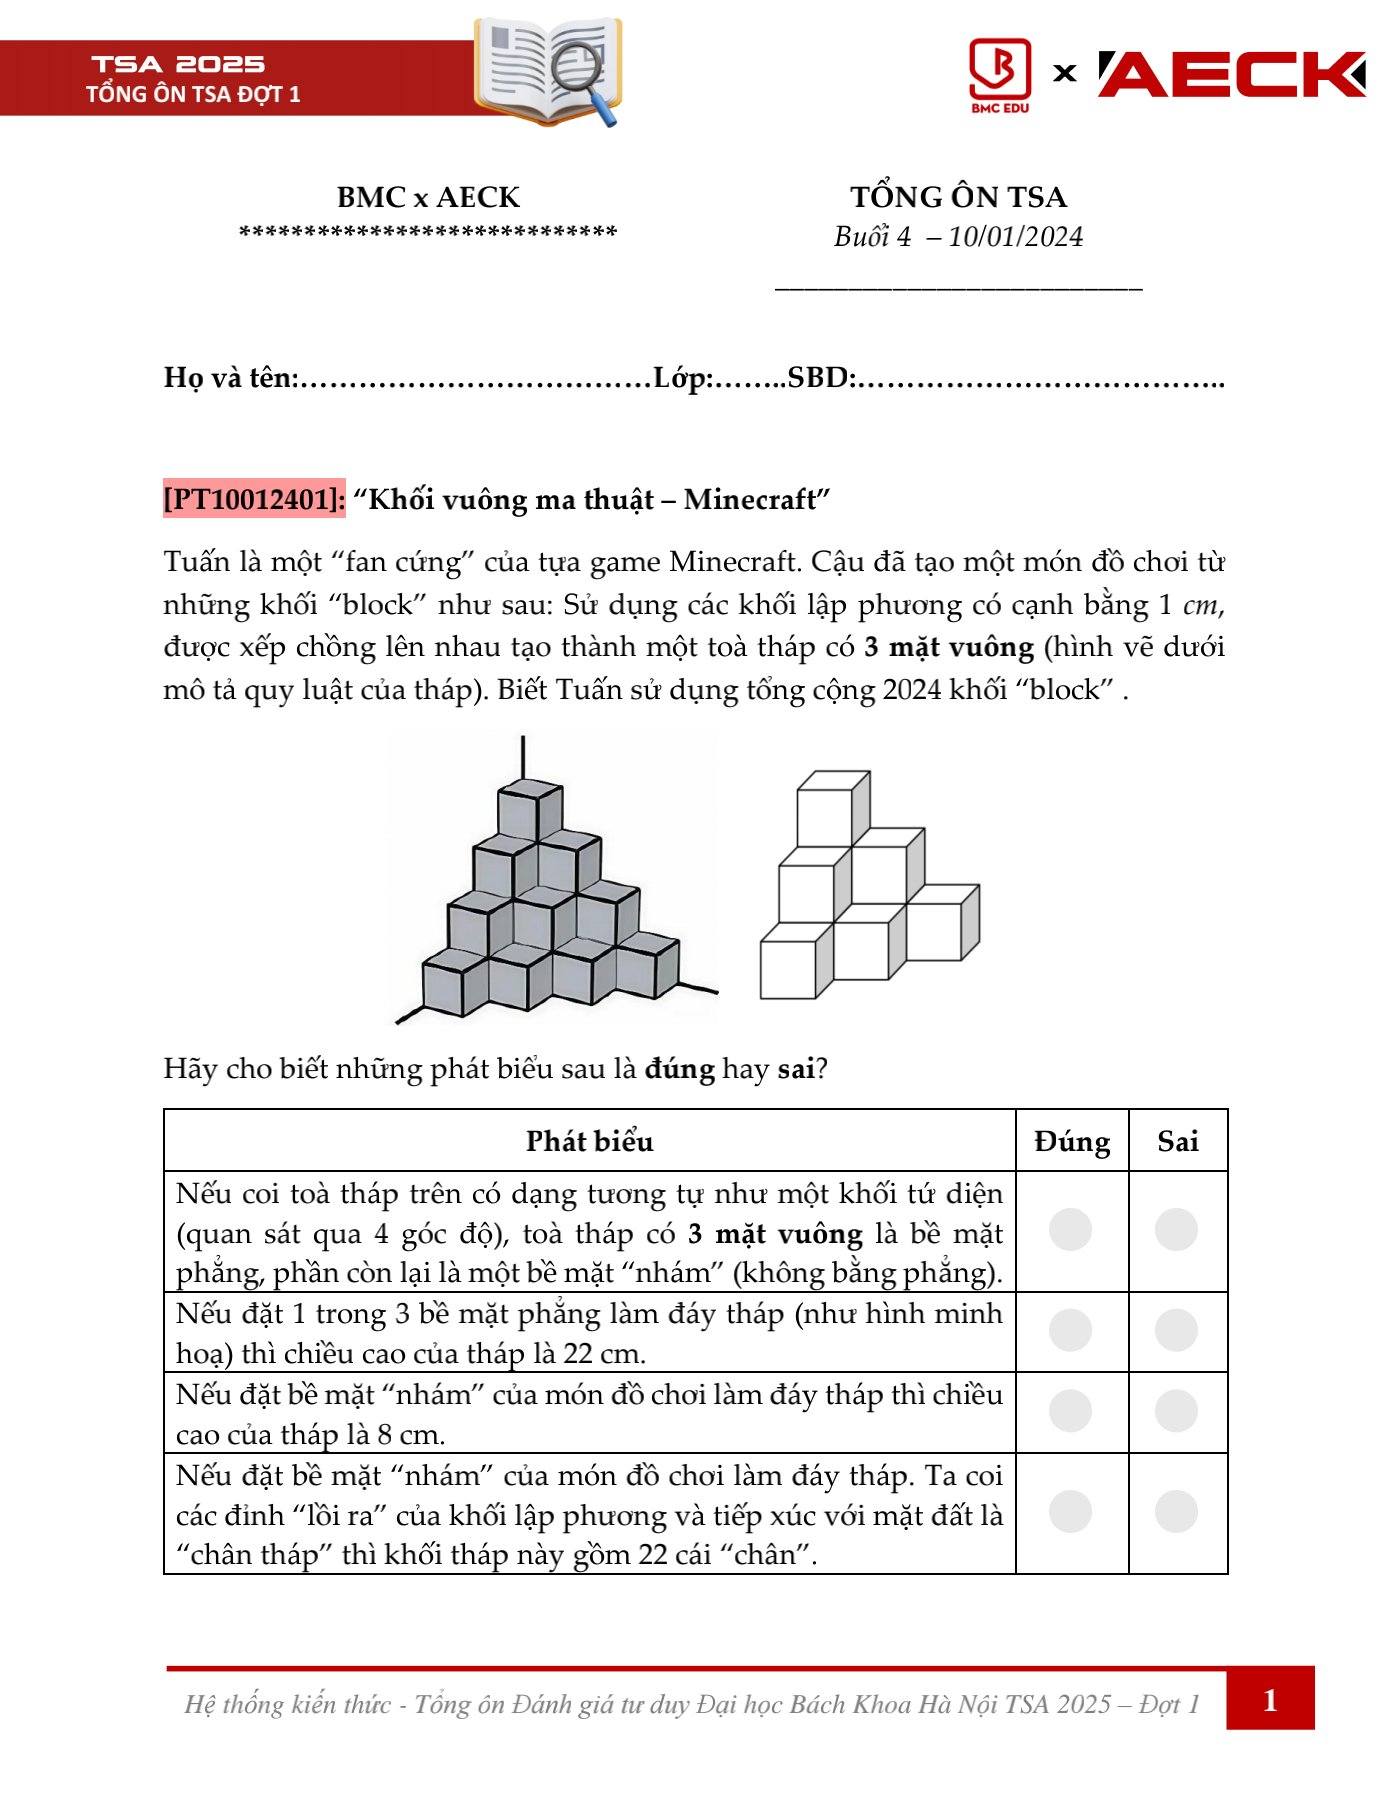 TSA 2025
TỔNG ÔN TSA ĐỢT 1
BMC EDU
x
AECK
BMC x AECK
*****************************
TỔNG ÔN TSA
Buổi 4 – 10/01/2024
__________________________
Họ và tên:………………………………Lớp:……..SBD:………………………………..
[PT10012401]: “Khối vuông ma thuật – Minecraft”
Tuấn là một “fan cứng” của tựa game Minecraft. Cậu đã tạo một món đồ chơi từ
những khối “block” như sau: Sử dụng các khối lập phương có cạnh bằng 1 cm,
được xếp chồng lên nhau tạo thành một toà tháp có 3 mặt vuông (hình vẽ dưới
mô tả quy luật của tháp). Biết Tuấn sử dụng tổng cộng 2024 khối “block” .
Hãy cho biết những phát biểu sau là đúng hay sai?
Phát biểu
Đúng
Sai
Nếu coi toà tháp trên có dạng tương tự như một khối tứ diện
(quan sát qua 4 góc độ), toà tháp có 3 mặt vuông là bề mặt
phẳng, phần còn lại là một bề mặt “nhám” (không bằng phẳng).
Nếu đặt 1 trong 3 bề mặt phẳng làm đáy tháp (như hình minh
hoạ) thì chiều cao của tháp là 22 cm.
Nếu đặt bề mặt “nhám” của món đồ chơi làm đáy tháp thì chiều
cao của tháp là 8 cm.
Nếu đặt bề mặt “nhám” của món đồ chơi làm đáy tháp. Ta coi
các đỉnh “lồi ra” của khối lập phương và tiếp xúc với mặt đất là
“chân tháp” thì khối tháp này gồm 22 cái “chân”.
Hệ thống kiến thức - Tổng ôn Đánh giá tư duy Đại học Bách Khoa Hà Nội TSA 2025 – Đợt 1
1